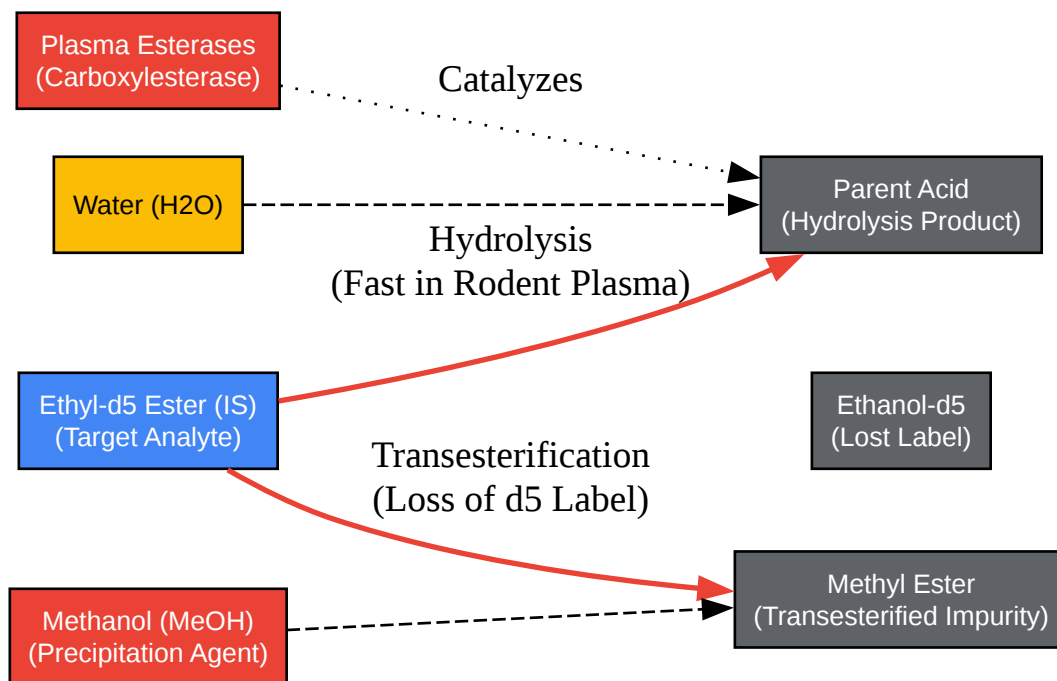 Plasma Esterases
(Carboxylesterase)
Catalyzes
Water (H2O)
Parent Acid
(Hydrolysis Product)
Hydrolysis
(Fast in Rodent Plasma)
Ethyl-d5 Ester (IS)
(Target Analyte)
Ethanol-d5
(Lost Label)
Transesterification
(Loss of d5 Label)
Methanol (MeOH)
(Precipitation Agent)
Methyl Ester
(Transesterified Impurity)